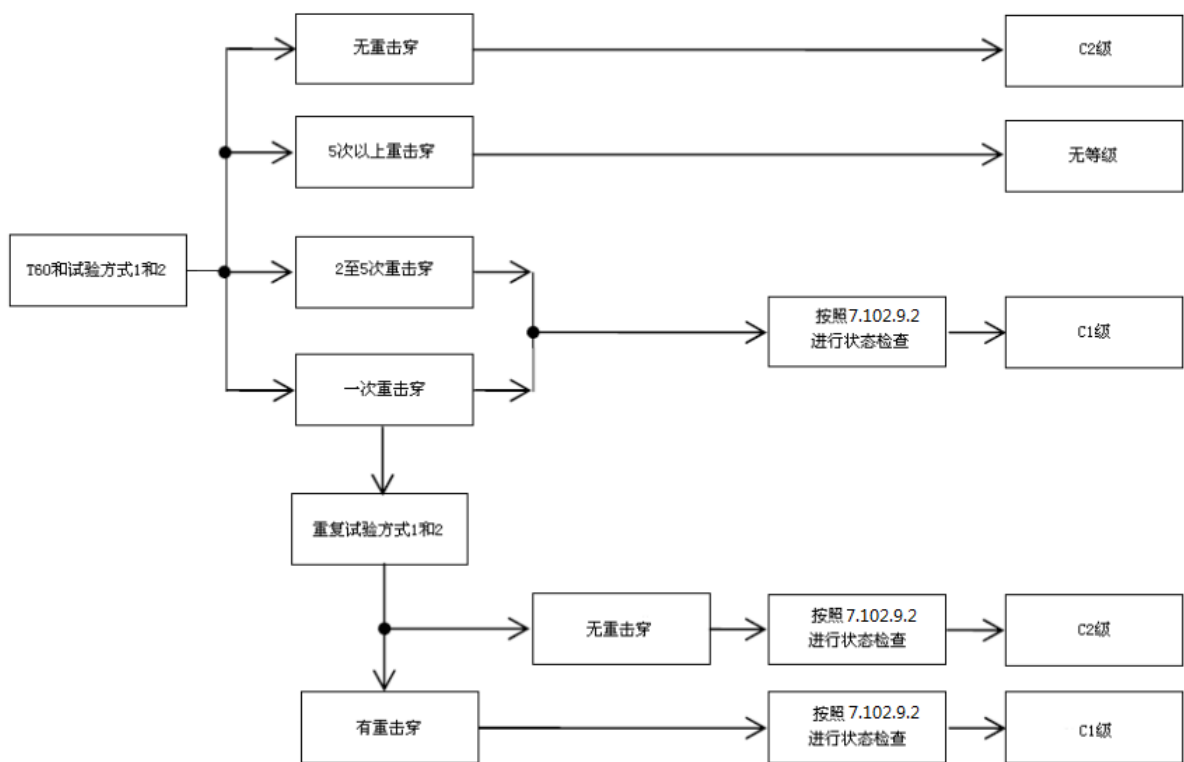 无重击穿
C2级
5次以上重击穿
无等级
T60和试验方式1和2
2至5次重击穿
按照7.102.9.2
进行状态检查
C1级
一次重击穿
重复试验方式1和2
无重击穿
按照7.102.9.2
进行状态检查
C2级
有重击穿
按照7.102.9.2
进行状态检查
C1级